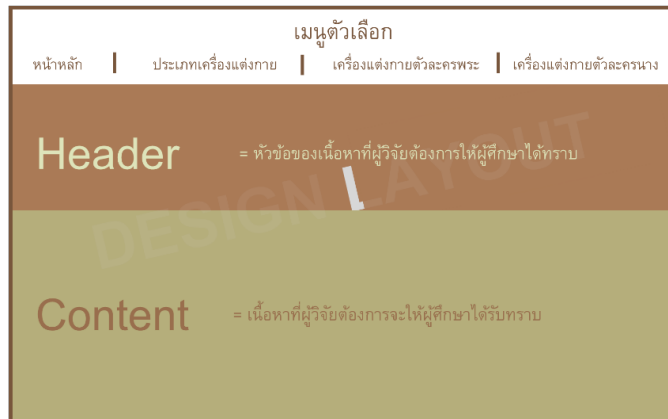 เมนูตัวเลือก
หน้าหลัก | ประเภทเครื่องแต่งกาย | เครื่องแต่งกายตัวละครพระ | เครื่องแต่งกายตัวละครนาง
Header = หัวข้อของเนื้อหาที่ผู้วิจัยต้องการให้ผู้ศึกษาได้ทราบ
DESIGN LAYOUT
Content = เนื้อหาที่ผู้วิจัยต้องการจะให้ผู้ศึกษาได้รับทราบ